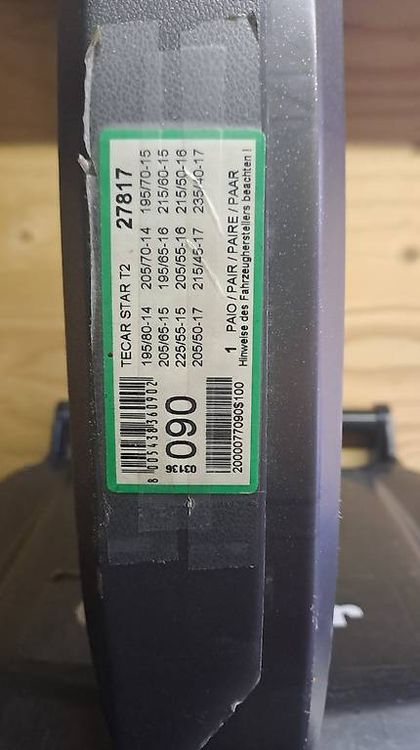 TECAR STAR T2 27817
195/80-14 205/70-14 195/70-15
205/65-15 195/65-16 215/60-15
225/55-15 205/55-16 215/50-16
205/50-17 215/45-17 235/40-17
1 PAIO / PAIR / PAIRE / PAAR
Hinweise des Fahrzeugherstellers beachten !
8 005438 360902
090
03136
2000077090S100